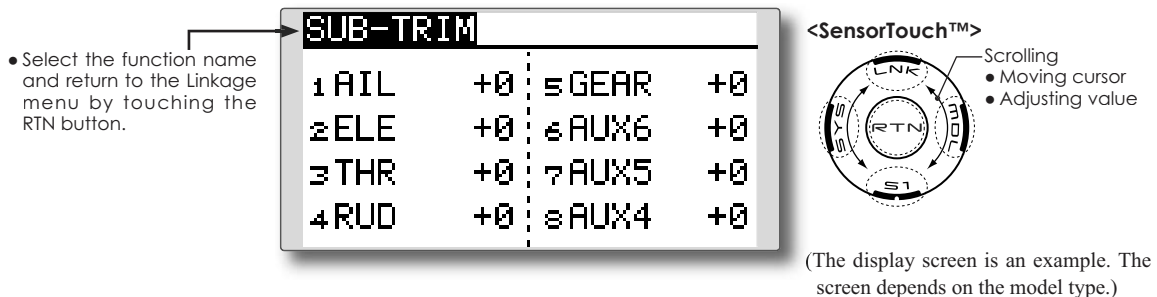 ● Select the function name
and return to the Linkage
menu by touching the
RTN button.
SUB-TRIM
1 AIL +0 5 GEAR +0
2 ELE +0 6 AUX6 +0
3 THR +0 7 AUX5 +0
4 RUD +0 8 AUX4 +0
<SensorTouch™>
Scrolling
● Moving cursor
● Adjusting value
LNK
SYS
RTN
MDL
S1
(The display screen is an example. The
screen depends on the model type.)